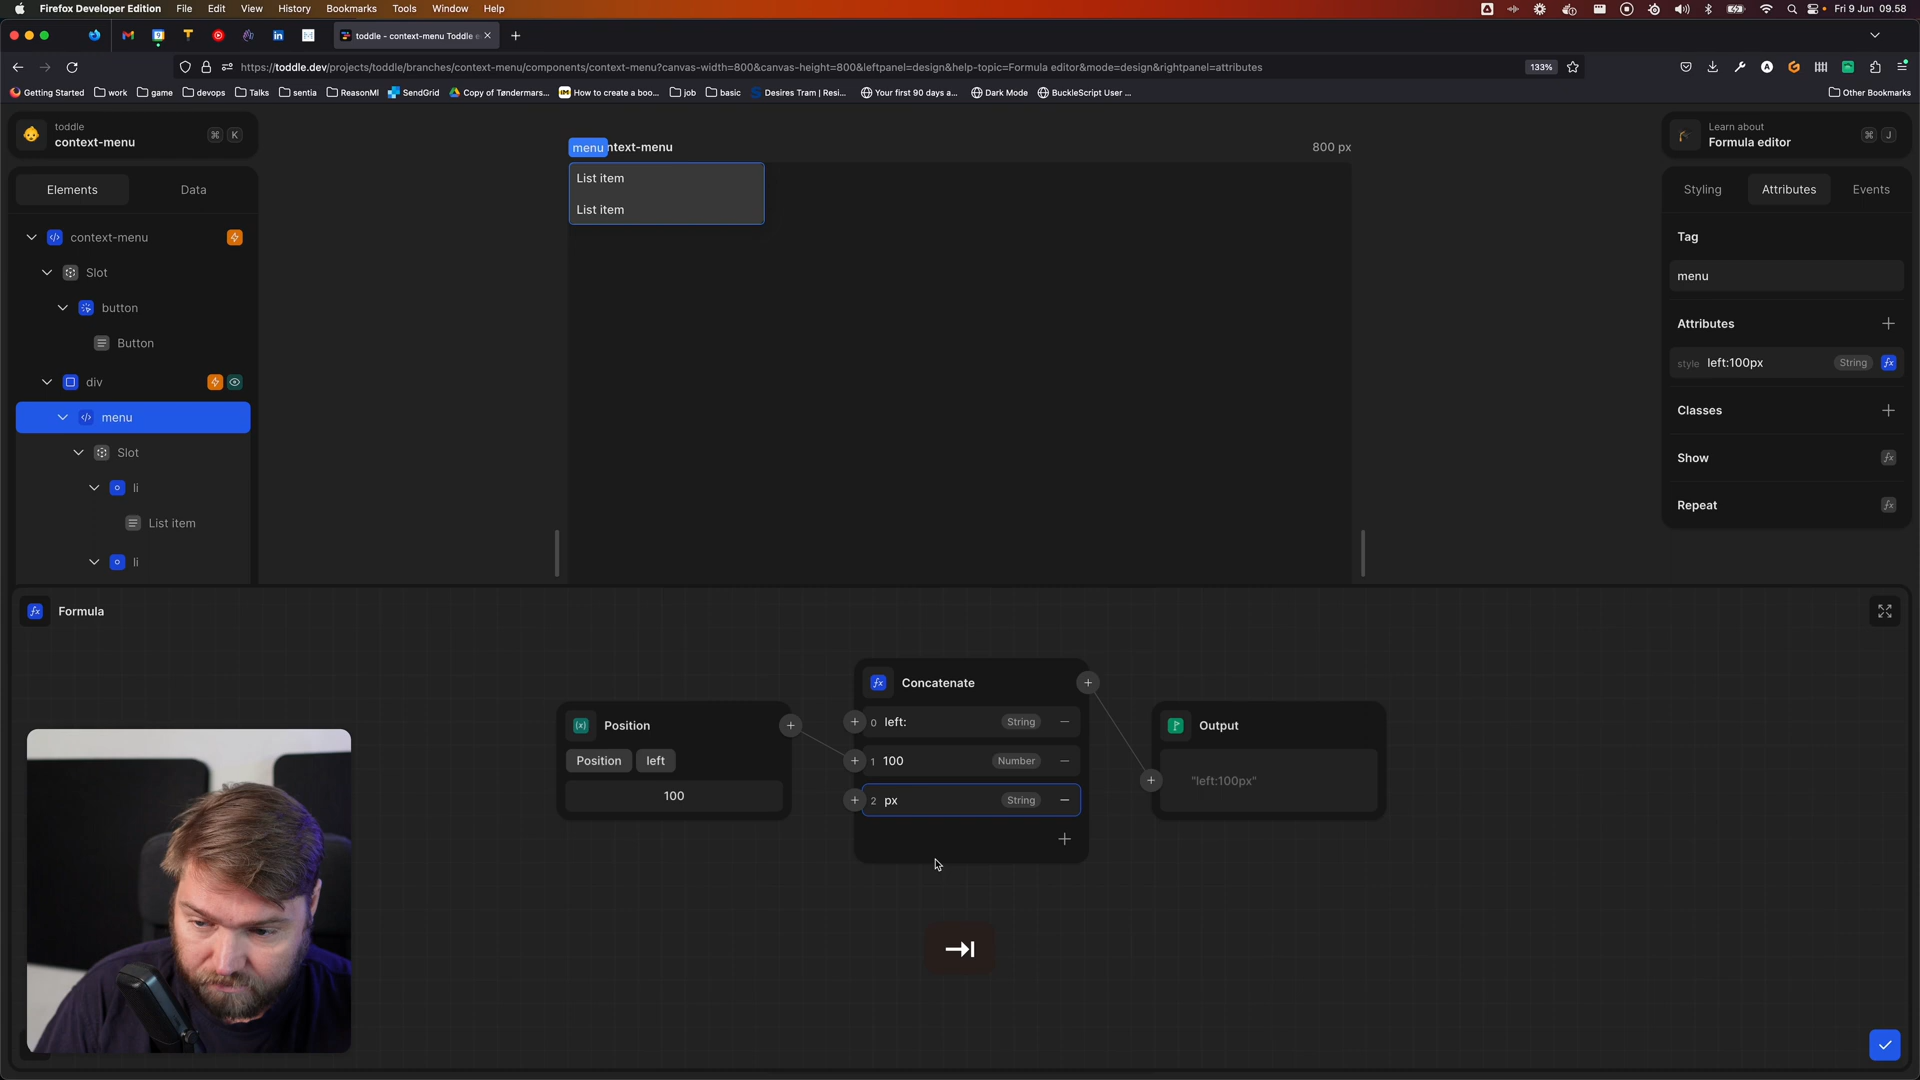 Firefox Developer Edition File Edit View History Bookmarks Tools Window Help Fri 9 Jun 09.58
toddle - context-menu Toddle e
https://toddle.dev/projects/toddle/branches/context-menu/components/context-menu?canvas-width=800&canvas-height=800&leftpanel=design&help-topic=Formula editor&mode=design&rightpanel=attributes 133%
Getting Started work game devops Talks sentia ReasonMl SendGrid Copy of Tøndermars... How to create a boo... job basic Desires Tram | Resi... Your first 90 days a... Dark Mode BuckleScript User ... Other Bookmarks
toddle
context-menu
⌘ K
menu ntext-menu
800 px
Learn about
Formula editor
⌘ J
Elements Data
context-menu
Slot
button
Button
div
menu
Slot
li
List item
li
List item
List item
Styling Attributes Events
Tag
menu
Attributes
style left:100px String
Classes
Show
Repeat
Formula
Position
Position left
100
Concatenate
0 left: String
1 100 Number
2 px String
Output
"left:100px"